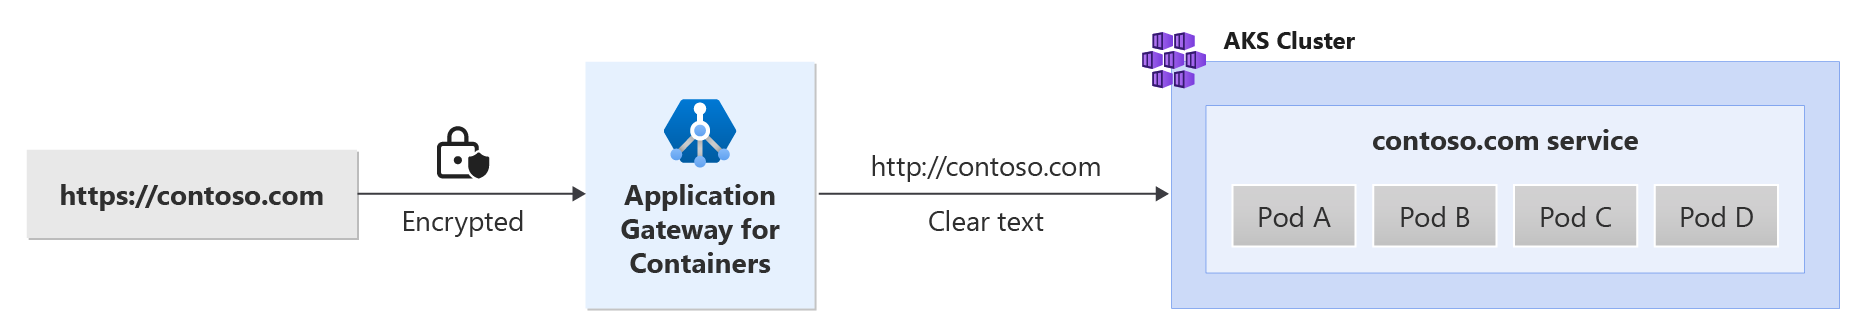 https://contoso.com
Encrypted
Application
Gateway for
Containers
http://contoso.com
Clear text
AKS Cluster
contoso.com service
Pod A
Pod B
Pod C
Pod D